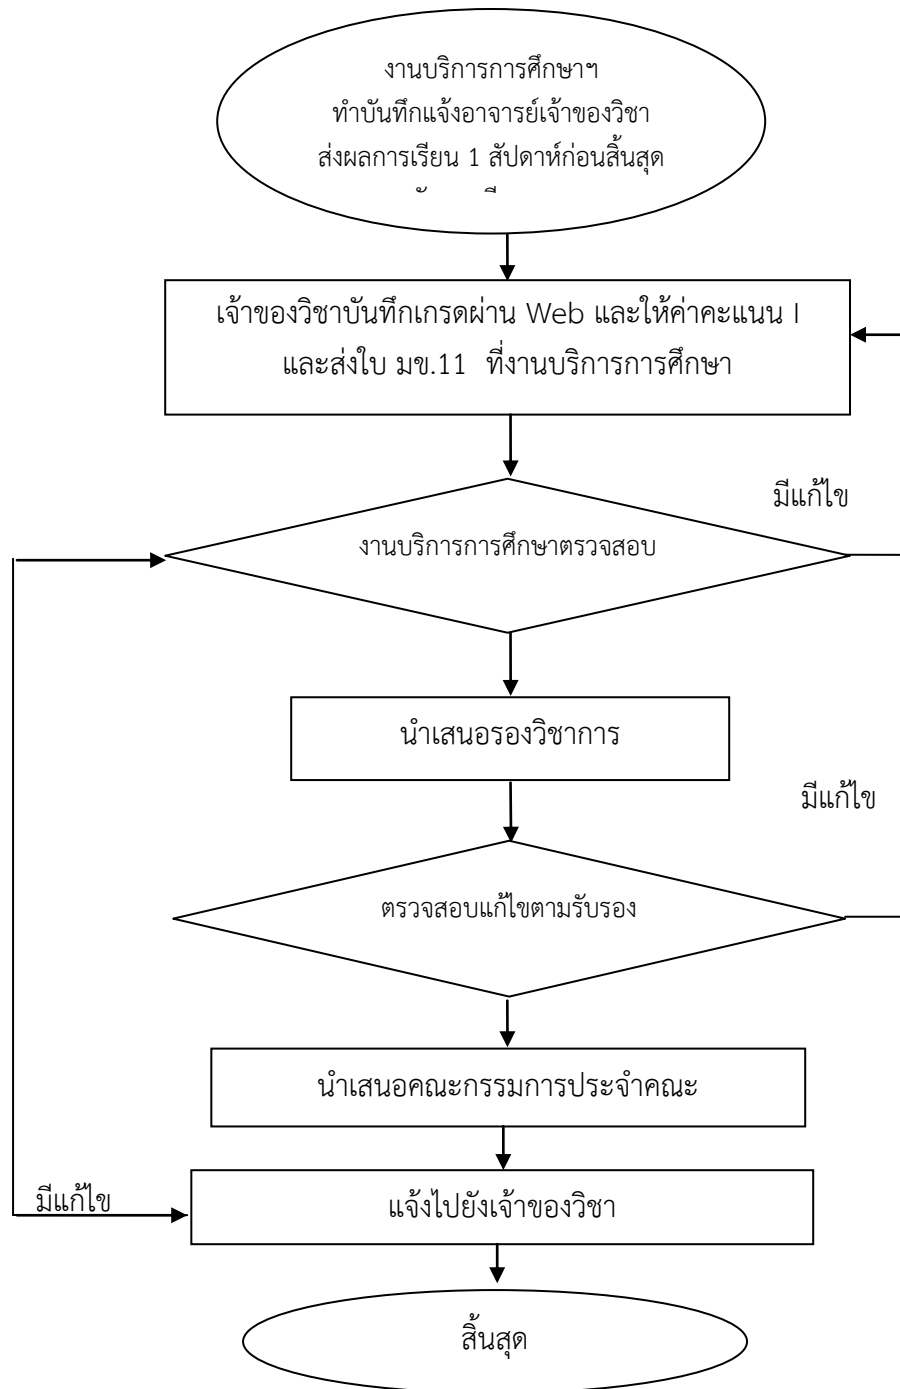 งานบริการการศึกษาฯ
ทำบันทึกแจ้งอาจารย์เจ้าของวิชา
ส่งผลการเรียน 1 สัปดาห์ก่อนสิ้นสุด
เจ้าของวิชาบันทึกเกรดผ่าน Web และให้ค่าคะแนน I
และส่งใบ มข.11 ที่งานบริการการศึกษา
มีแก้ไข
งานบริการการศึกษาตรวจสอบ
นำเสนอรองวิชาการ
มีแก้ไข
ตรวจสอบแก้ไขตามรับรอง
นำเสนอคณะกรรมการประจำคณะ
มีแก้ไข
แจ้งไปยังเจ้าของวิชา
สิ้นสุด